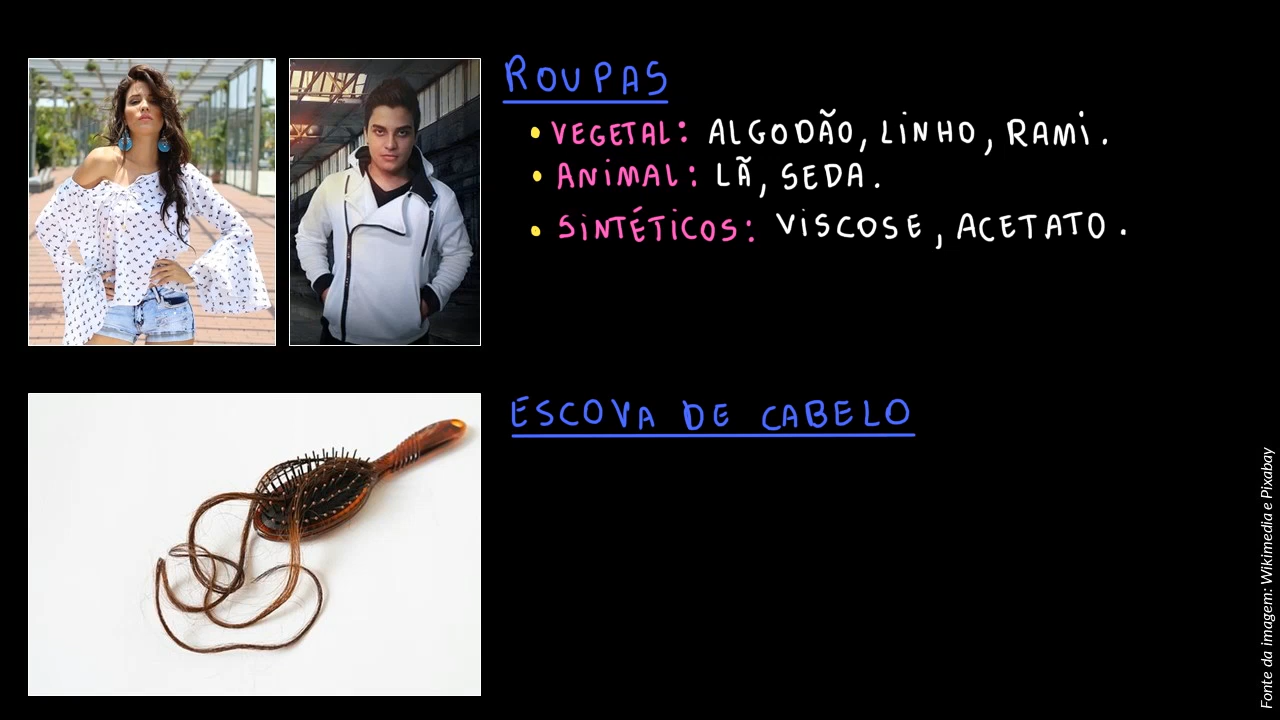 ROUPAS
• VEGETAL: ALGODÃO, LINHO, RAMI.
• ANIMAL: LÃ, SEDA.
• SINTÉTICOS: VISCOSE, ACETATO.
ESCOVA DE CABELO
Fonte da imagem: Wikimedia e Pixabay